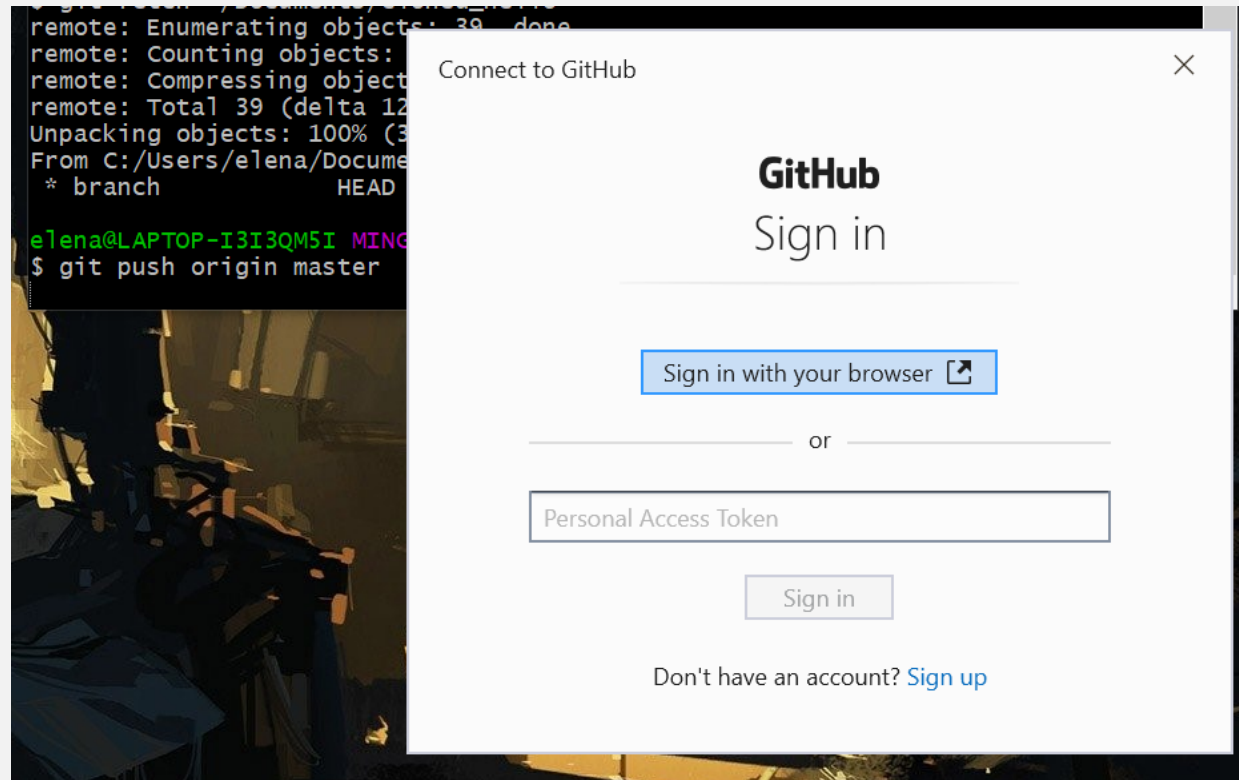 remote: Enumerating objects: 39, done
remote: Counting objects:
remote: Compressing object
remote: Total 39 (delta 12
Unpacking objects: 100% (3
From C:/Users/elena/Docume
* branch HEAD
elena@LAPTOP-I3I3QM5I MING
$ git push origin master
Connect to GitHub
GitHub
Sign in
Sign in with your browser
or
Personal Access Token
Sign in
Don't have an account? Sign up